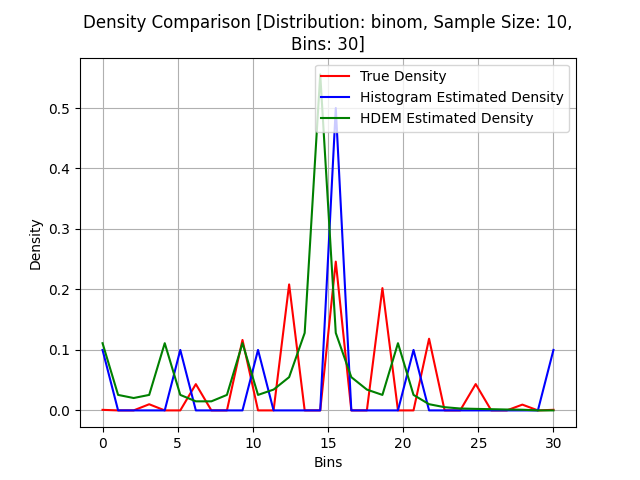 Density Comparison [Distribution: binom, Sample Size: 10,
Bins: 30]
True Density
Histogram Estimated Density
HDEM Estimated Density
Density
0.5
0.4
0.3
0.2
0.1
0.0
0 5 10 15 20 25 30
Bins